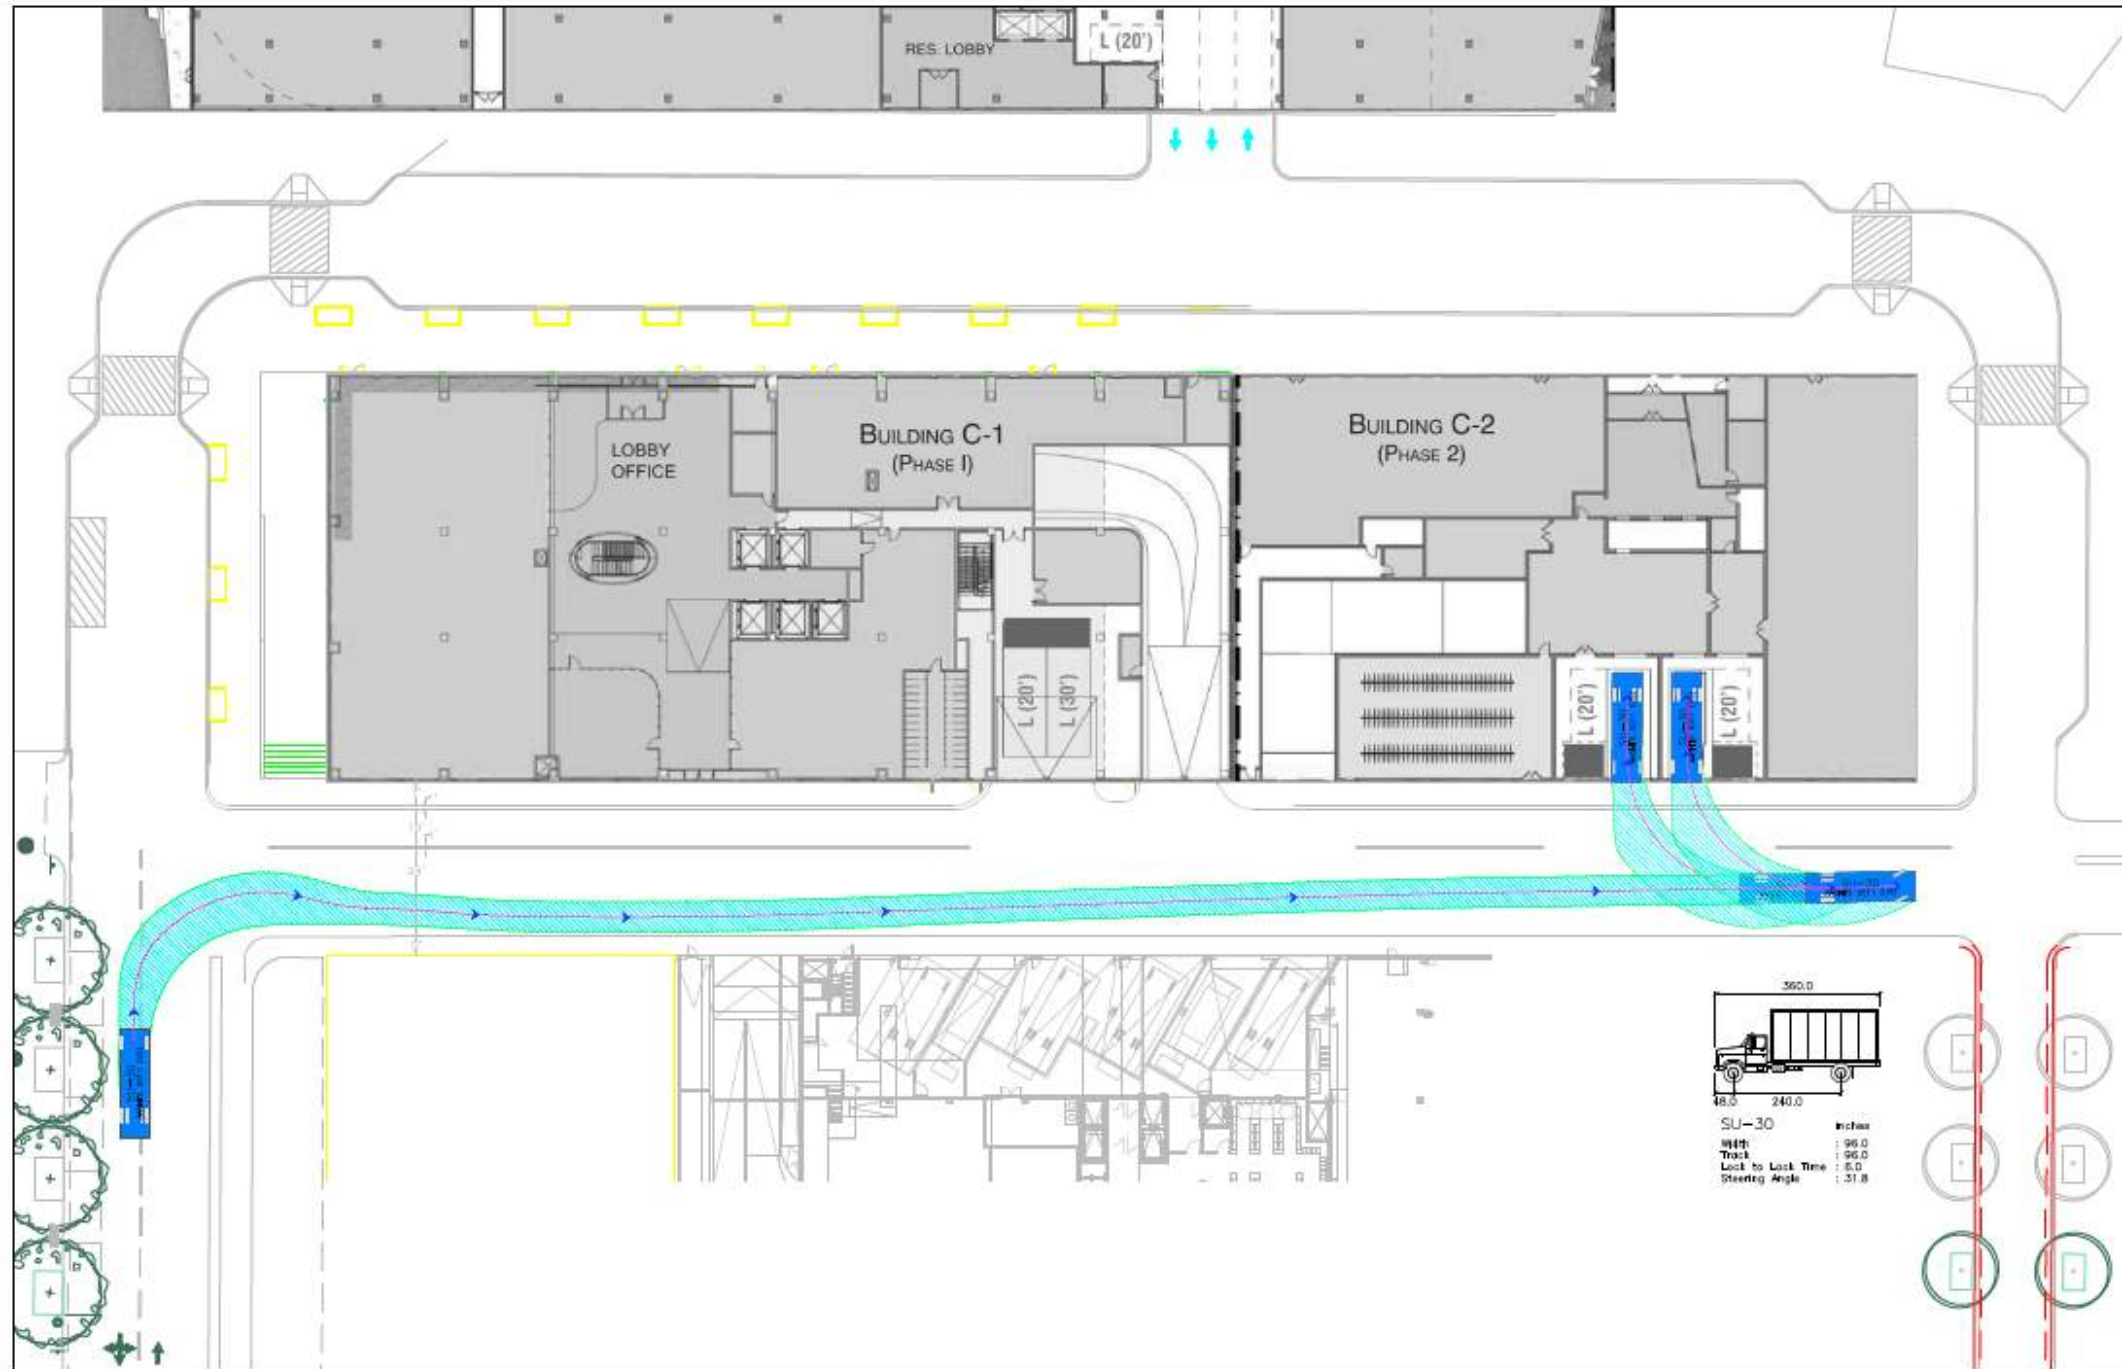 RES. LOBBY
L (20')
BUILDING C-1
(PHASE I)
BUILDING C-2
(PHASE 2)
LOBBY
OFFICE
L (20')
L (30')
L (20')
L (20')
360.0
48.0
240.0
SU-30
inches
Width : 96.0
Track : 96.0
Lock to Lock Time : 6.0
Steering Angle : 31.8